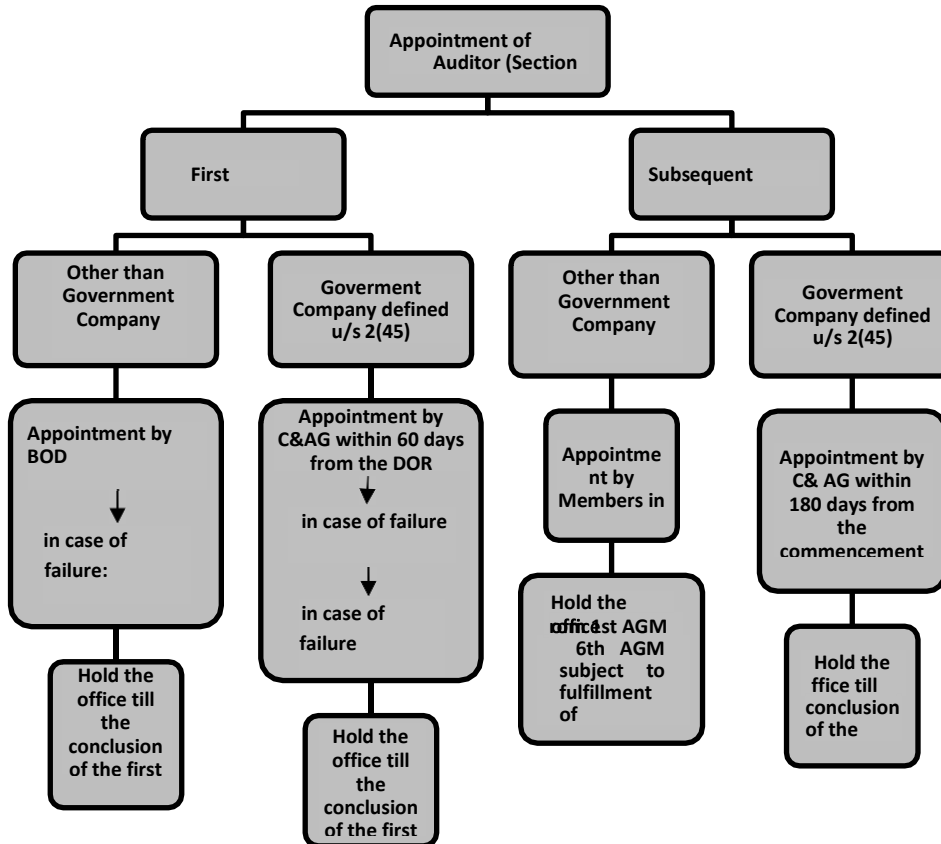 Appointment of
Auditor (Section
First
Subsequent
Other than
Government
Company
Goverment
Company defined
u/s 2(45)
Other than
Government
Company
Goverment
Company defined
u/s 2(45)
Appointment by
BOD
in case of
failure:
Appointment by
C&AG within 60 days
from the DOR
in case of failure
in case of
failure
Appointme
nt by
Members in
Appointment by
C& AG within
180 days from
the
commencement
Hold the
office till
the
conclusion
of the first
Hold the
office till
the
conclusion
of the first
Hold the
1st AGM
6th AGM
subject to
fulfillment
of
Hold the
ffice till
conclusion
of the